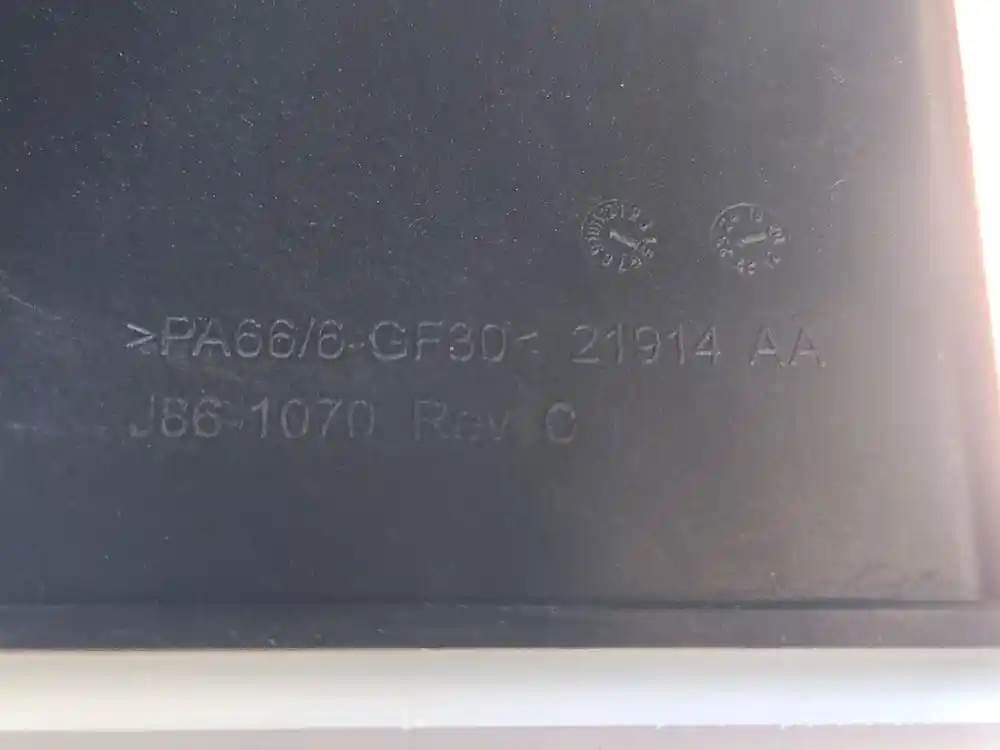 >PA66/6-GF30< 21914 AA
J86-1070 Rev C